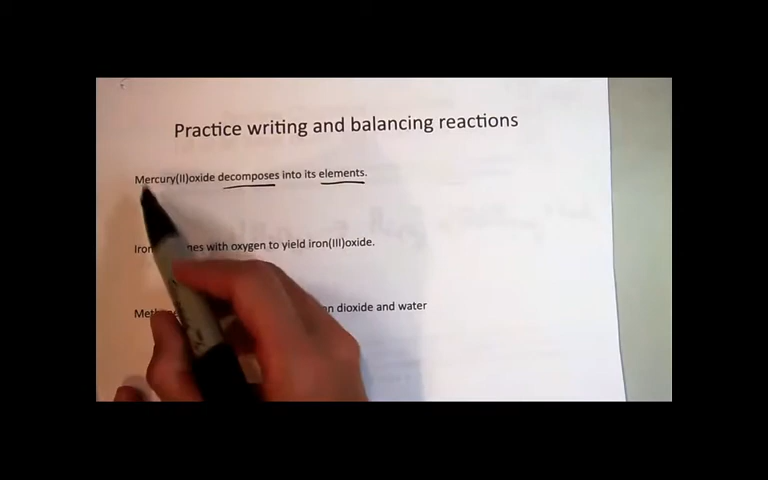 Practice writing and balancing reactions
Mercury(II)oxide decomposes into its elements.
Iron with oxygen to yield iron(III)oxide.
dioxide and water